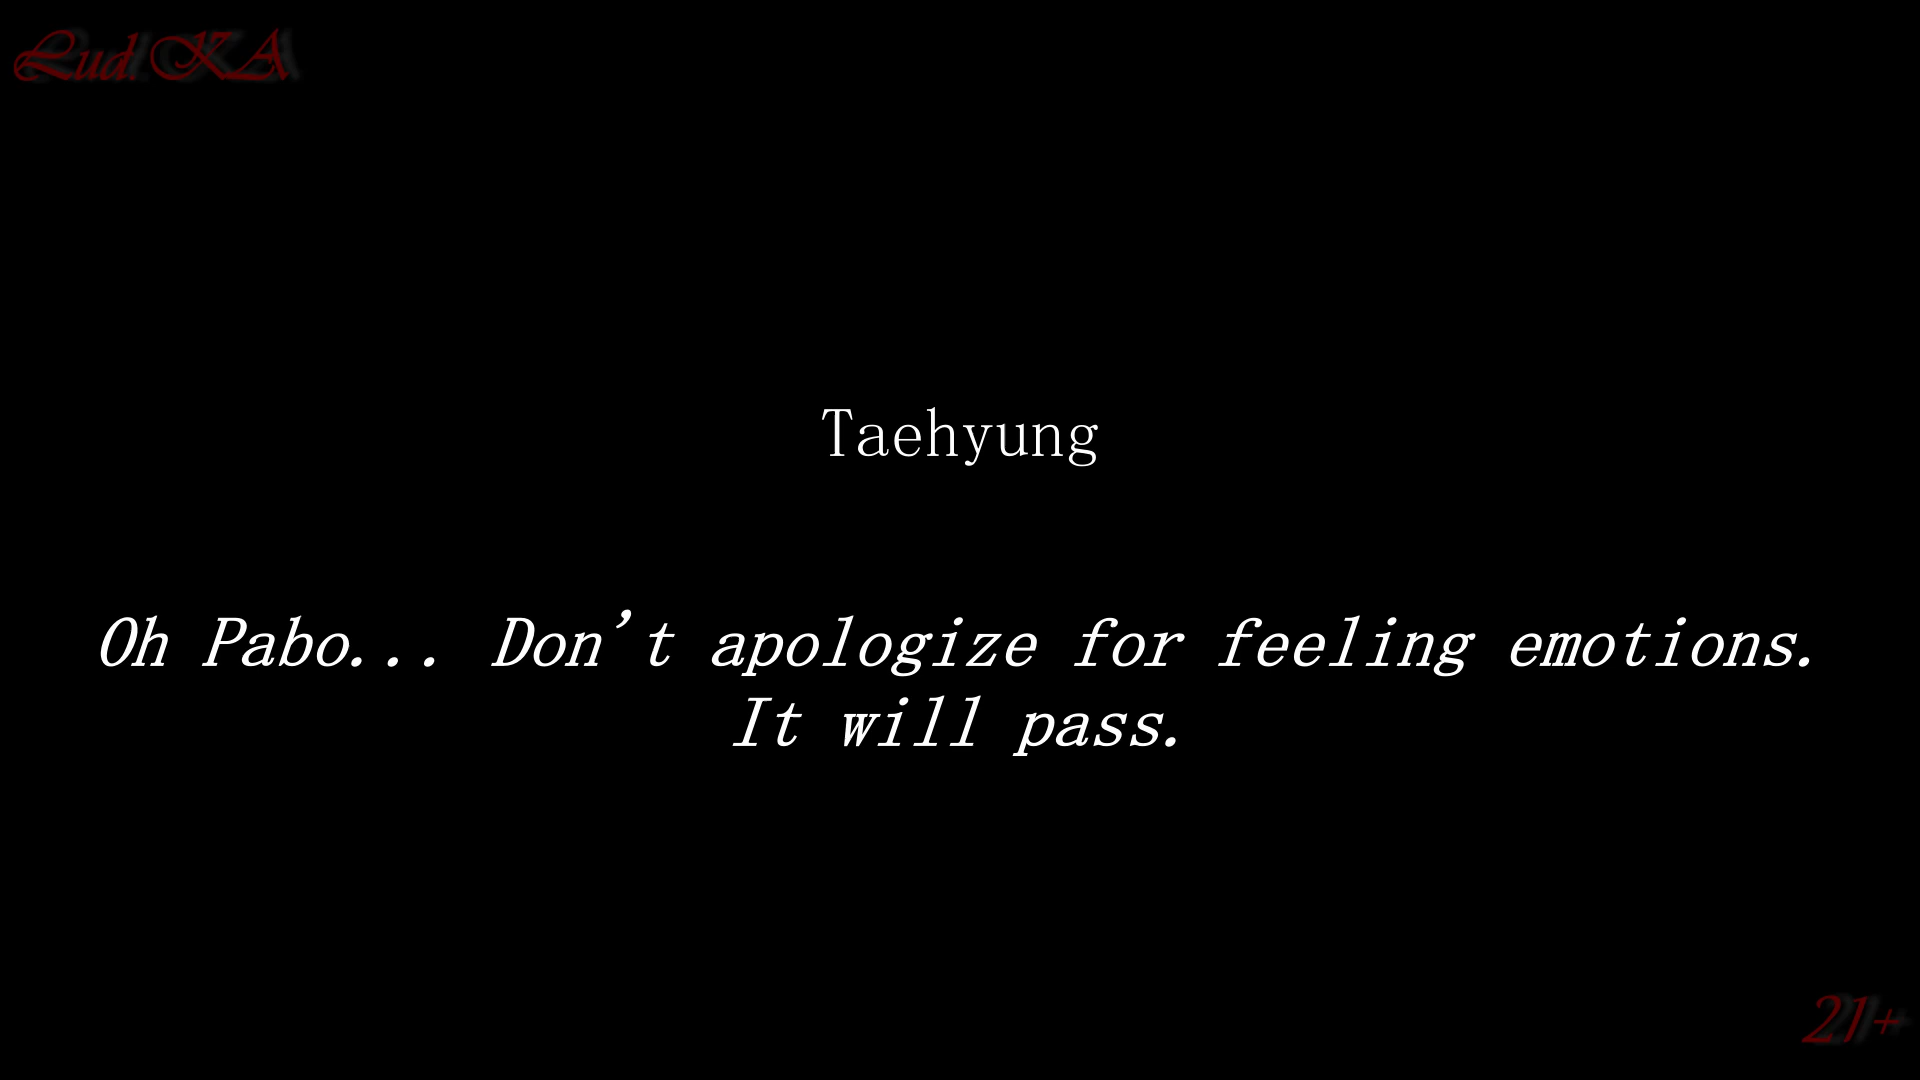 Lud.KA
Taehyung
Oh Pabo... Don't apologize for feeling emotions.
It will pass.
21+